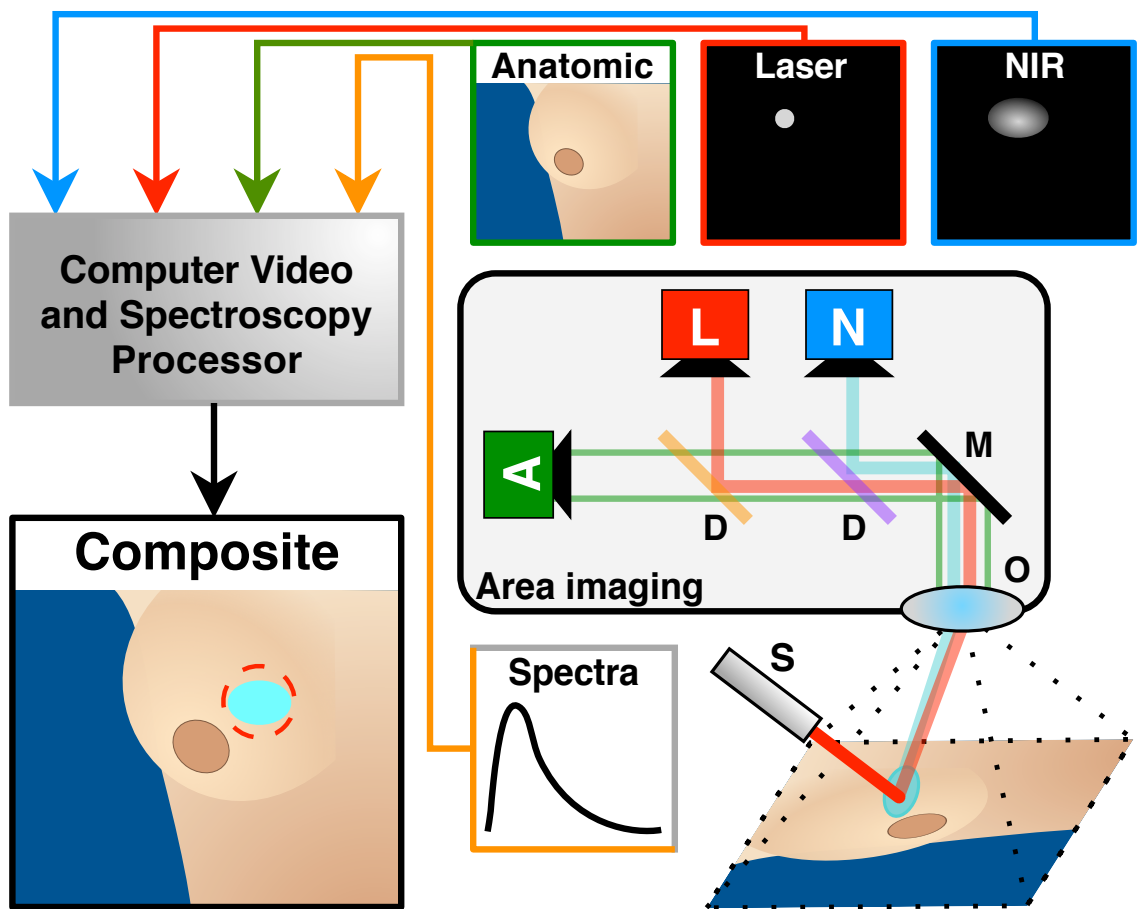 Anatomic
Laser
NIR
Computer Video
and Spectroscopy
Processor
L
N
A
M
D
D
O
Area imaging
Composite
Spectra
S